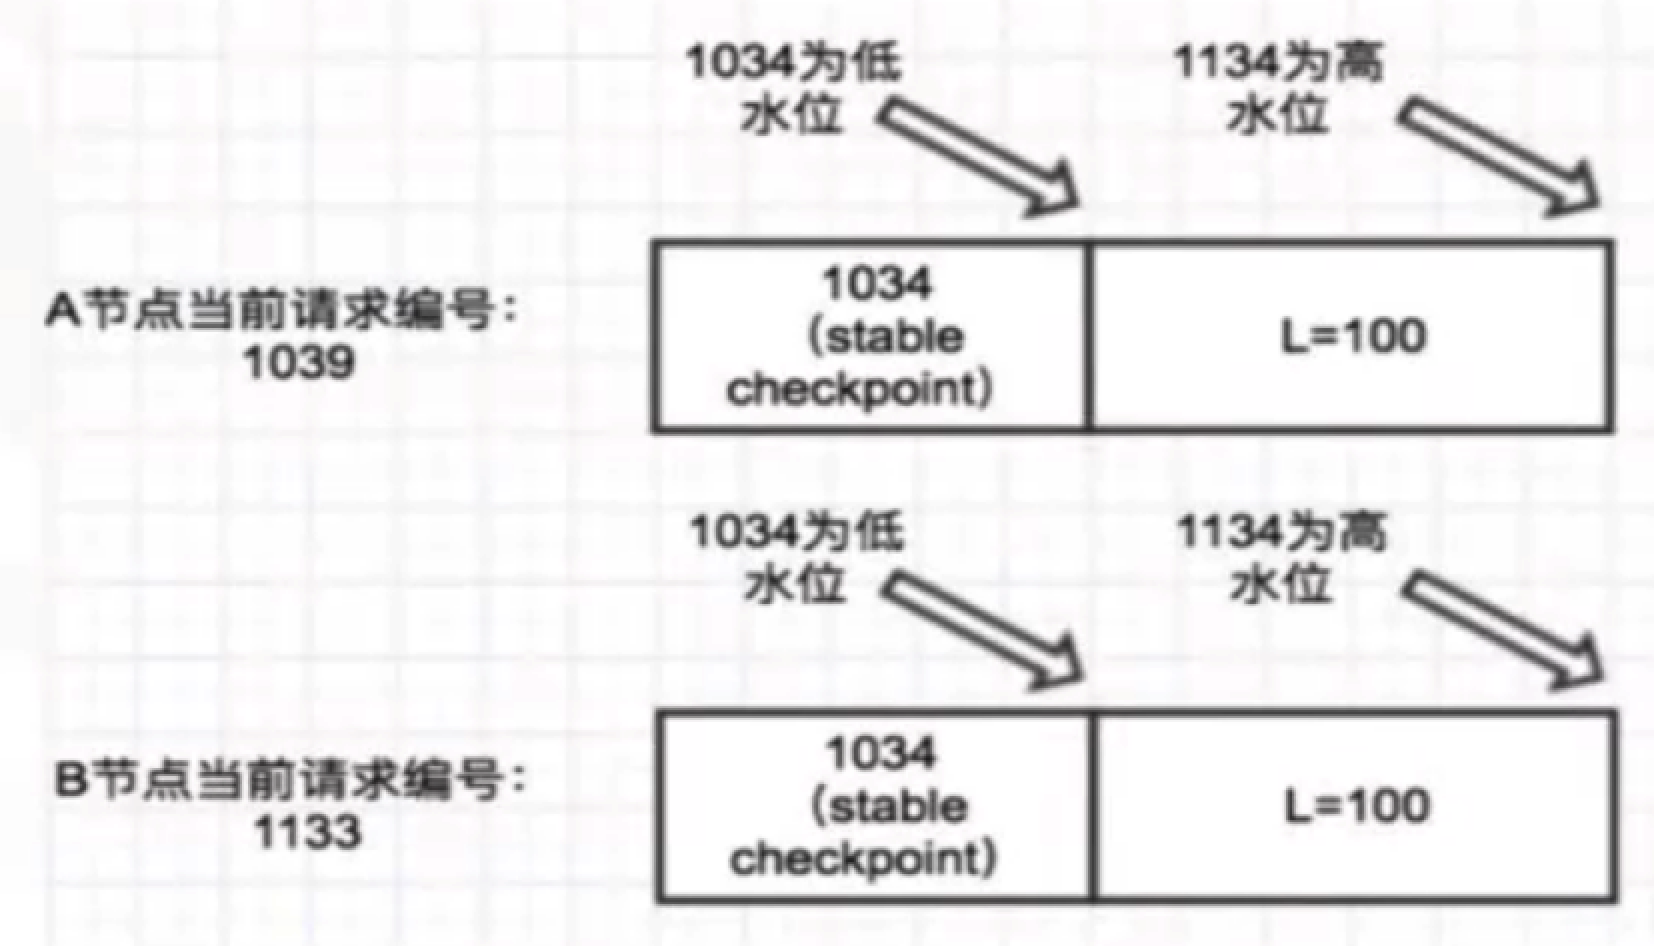 1034为低
水位
1134为高
水位
A节点当前请求编号：
1039
1034
（stable
checkpoint）
L=100
1034为低
水位
1134为高
水位
B节点当前请求编号：
1133
1034
（stable
checkpoint）
L=100